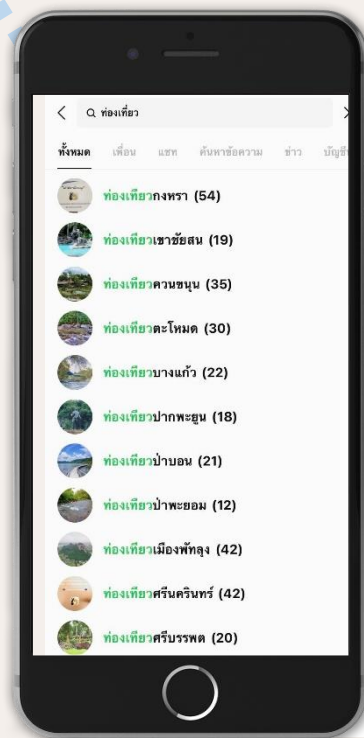 ท่องเที่ยว
ทั้งหมด เพื่อน แชท ค้นหาข้อความ ข่าว บัญชี
ท่องเที่ยวกงหรา (54)
ท่องเที่ยวเขาชัยสน (19)
ท่องเที่ยวควนขนุน (35)
ท่องเที่ยวตะโหมด (30)
ท่องเที่ยวบางแก้ว (22)
ท่องเที่ยวปากพะยูน (18)
ท่องเที่ยวป่าบอน (21)
ท่องเที่ยวป่าพะยอม (12)
ท่องเที่ยวเมืองพัทลุง (42)
ท่องเที่ยวศรีนครินทร์ (42)
ท่องเที่ยวศรีบรรพต (20)